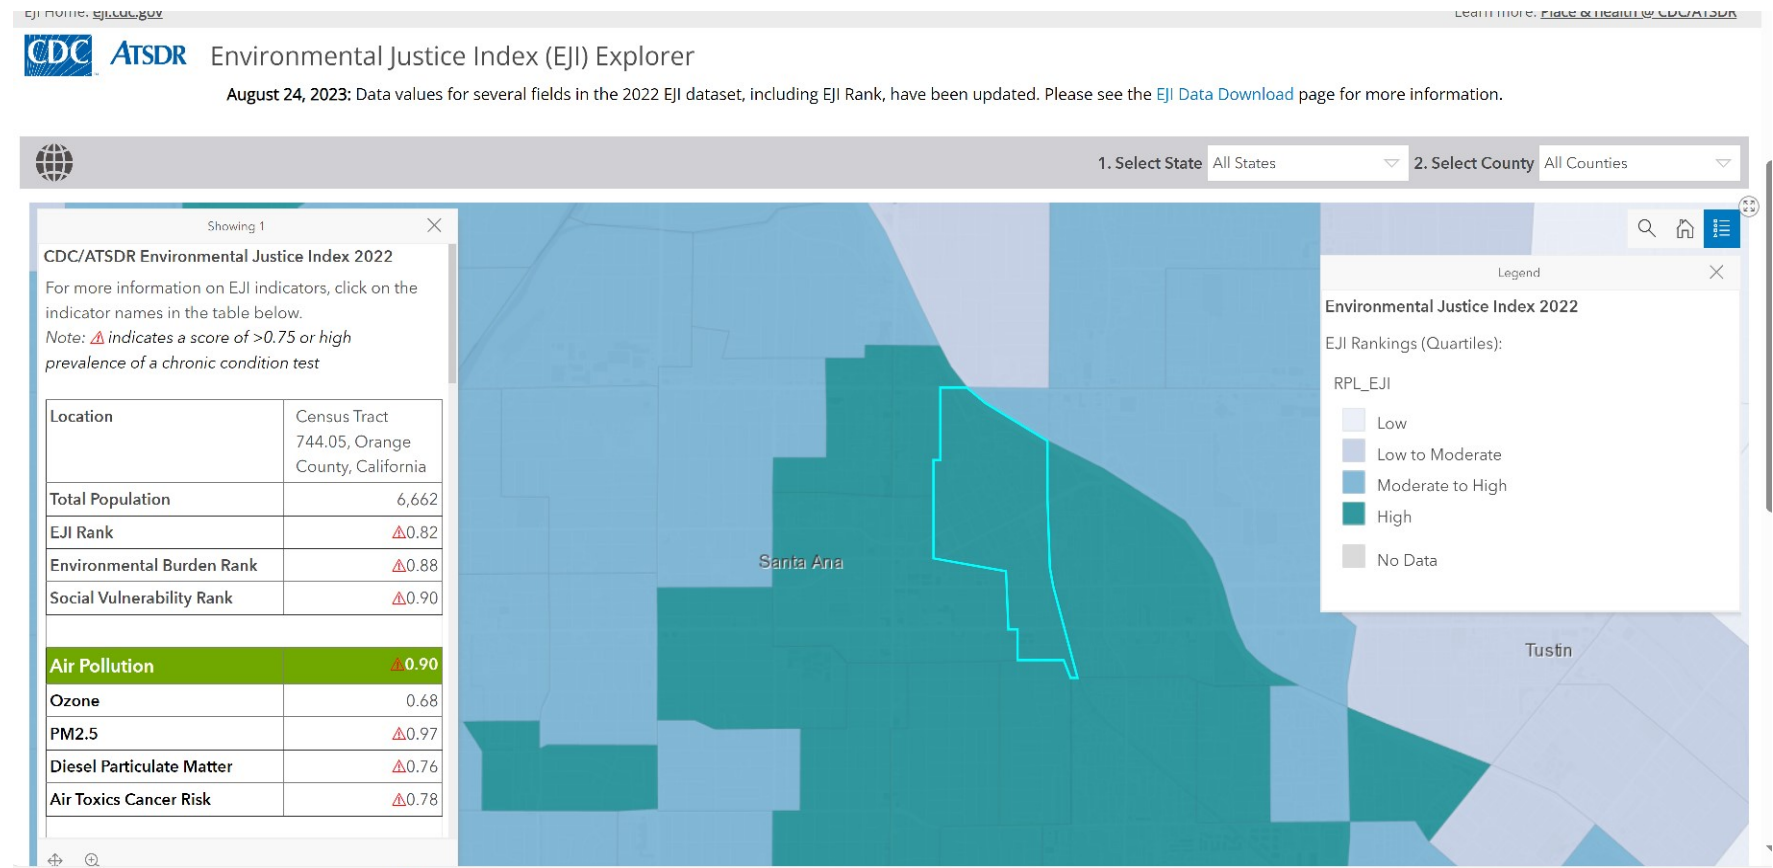 EJI Home: eji.cdc.gov
Learn more: Place & Health @ CDC/ATSDR
CDC ATSDR Environmental Justice Index (EJI) Explorer
August 24, 2023: Data values for several fields in the 2022 EJI dataset, including EJI Rank, have been updated. Please see the EJI Data Download page for more information.
1. Select State All States 2. Select County All Counties
Showing 1
CDC/ATSDR Environmental Justice Index 2022
For more information on EJI indicators, click on the
indicator names in the table below.
Note: ⚠ indicates a score of >0.75 or high
prevalence of a chronic condition test
Location Census Tract
744.05, Orange
County, California
Total Population 6,662
EJI Rank ⚠0.82
Environmental Burden Rank ⚠0.88
Social Vulnerability Rank ⚠0.90
Air Pollution ⚠0.90
Ozone 0.68
PM2.5 ⚠0.97
Diesel Particulate Matter ⚠0.76
Air Toxics Cancer Risk ⚠0.78
Santa Ana
Tustin
Legend
Environmental Justice Index 2022
EJI Rankings (Quartiles):
RPL_EJI
Low
Low to Moderate
Moderate to High
High
No Data